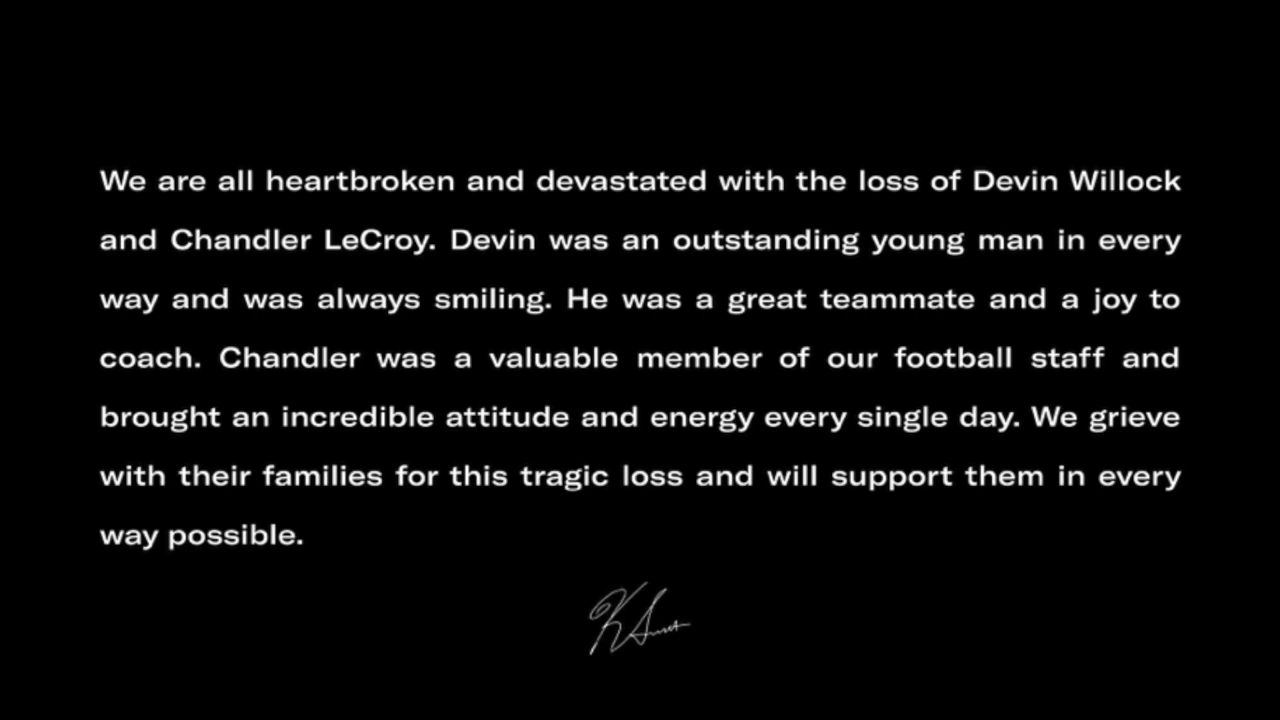 We are all heartbroken and devastated with the loss of Devin Willock
and Chandler LeCroy. Devin was an outstanding young man in every
way and was always smiling. He was a great teammate and a joy to
coach. Chandler was a valuable member of our football staff and
brought an incredible attitude and energy every single day. We grieve
with their families for this tragic loss and will support them in every
way possible.
K Smart